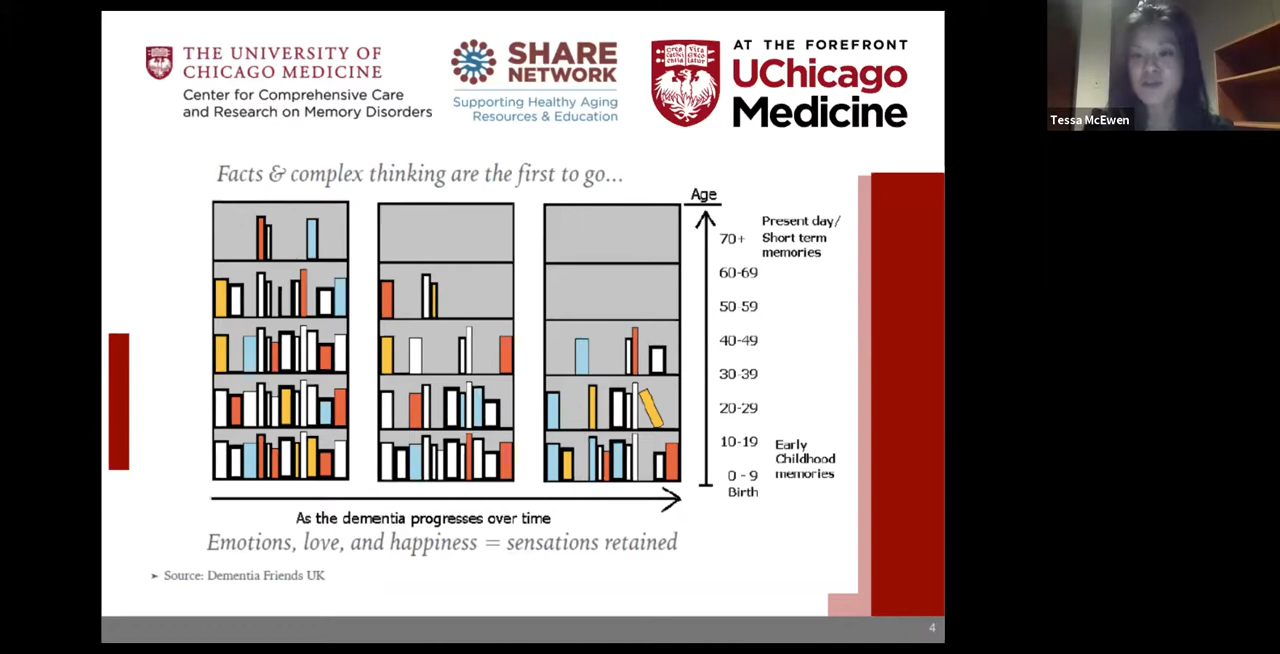 THE UNIVERSITY OF
CHICAGO MEDICINE
Center for Comprehensive Care
and Research on Memory Disorders
SHARE
NETWORK
Supporting Healthy Aging
Resources & Education
AT THE FOREFRONT
UChicago
Medicine
Tessa McEwen
Facts & complex thinking are the first to go...
Age
Present day/
Short term
memories
70+
60-69
50-59
40-49
30-39
20-29
10-19
0 - 9
Birth
Early
Childhood
memories
As the dementia progresses over time
Emotions, love, and happiness = sensations retained
➤ Source: Dementia Friends UK
4